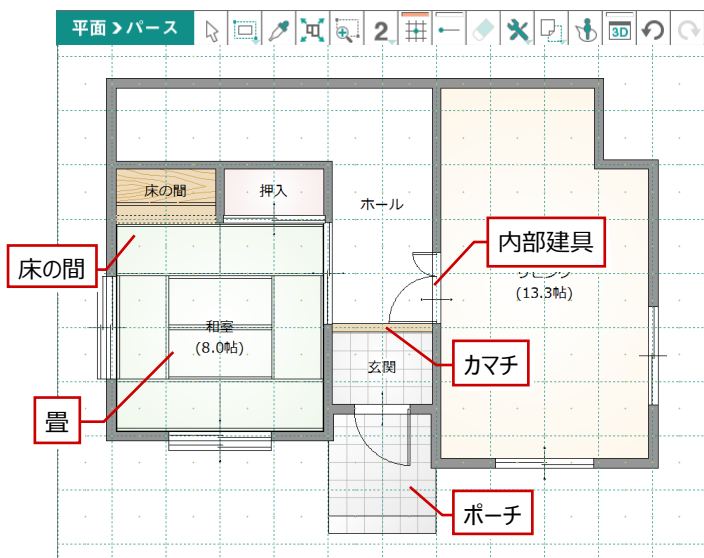 平面 > パース
2
3D
床の間
押入
ホール
内部建具
床の間
リビング
(13.3帖)
和室
(8.0帖)
カマチ
玄関
畳
ポーチ